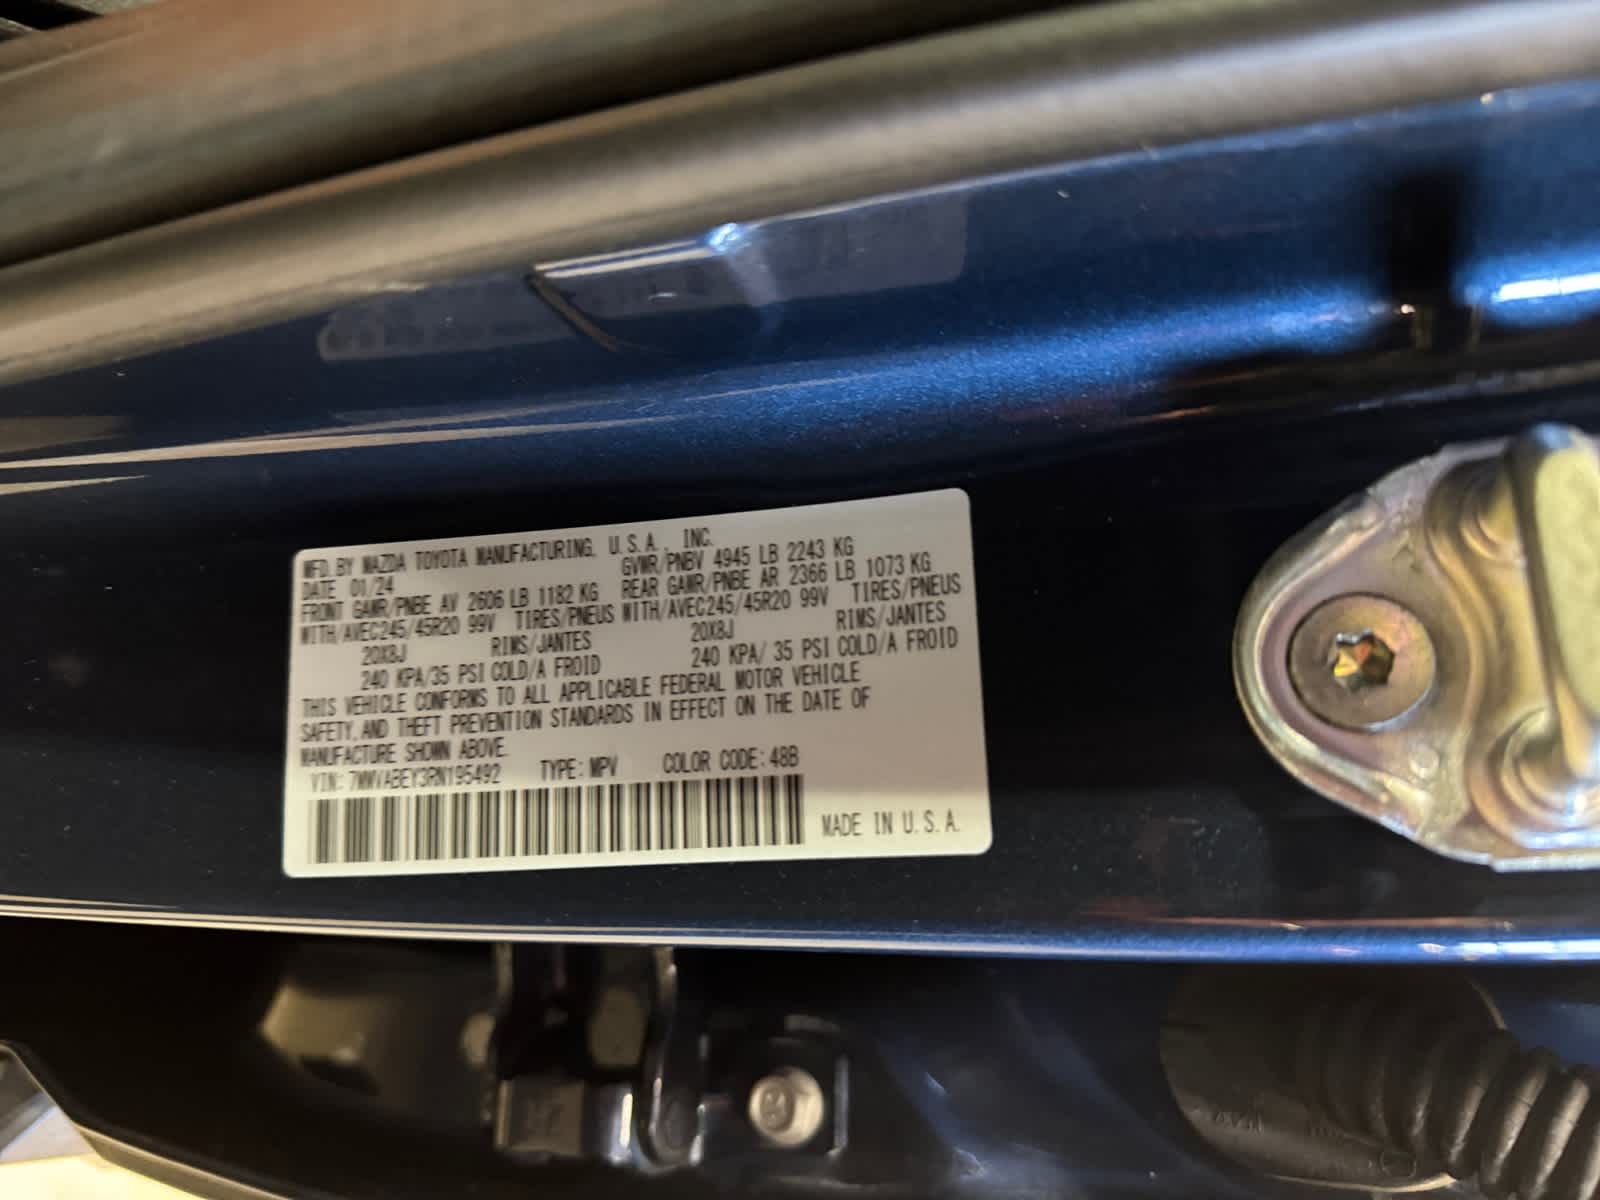 MFD. BY MAZDA TOYOTA MANUFACTURING, U.S.A. INC.
DATE 01/24 GVWR/PNBV 4945 LB 2243 KG
FRONT GAWR/PNBE AV 2606 LB 1182 KG REAR GAWR/PNBE AR 2366 LB 1073 KG
WITH/AVEC245/45R20 99V TIRES/PNEUS WITH/AVEC245/45R20 99V TIRES/PNEUS
20X8J RIMS/JANTES 20X8J RIMS/JANTES
240 KPA/35 PSI COLD/A FROID 240 KPA/ 35 PSI COLD/A FROID
THIS VEHICLE CONFORMS TO ALL APPLICABLE FEDERAL MOTOR VEHICLE
SAFETY, AND THEFT PREVENTION STANDARDS IN EFFECT ON THE DATE OF
MANUFACTURE SHOWN ABOVE.
VIN: 7MMVABEY3RN195492 TYPE: MPV COLOR CODE: 48B
MADE IN U.S.A.